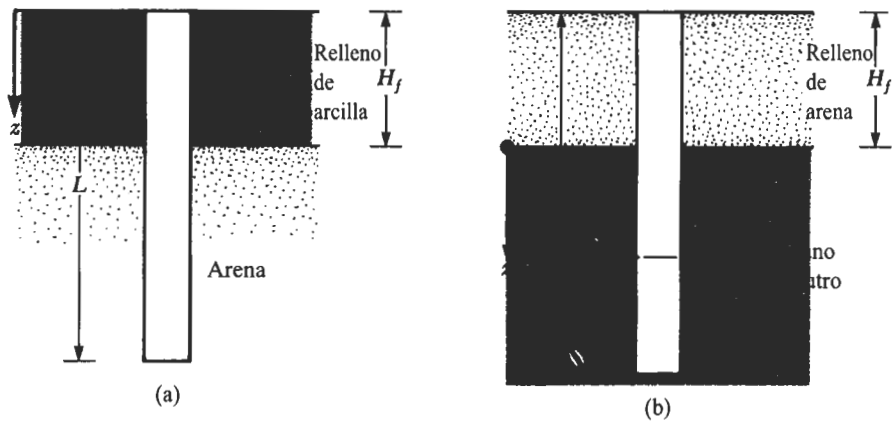 Relleno
de
arcilla
H_f
z
L
Arena
(a)
Relleno
de
arena
H_f
(b)